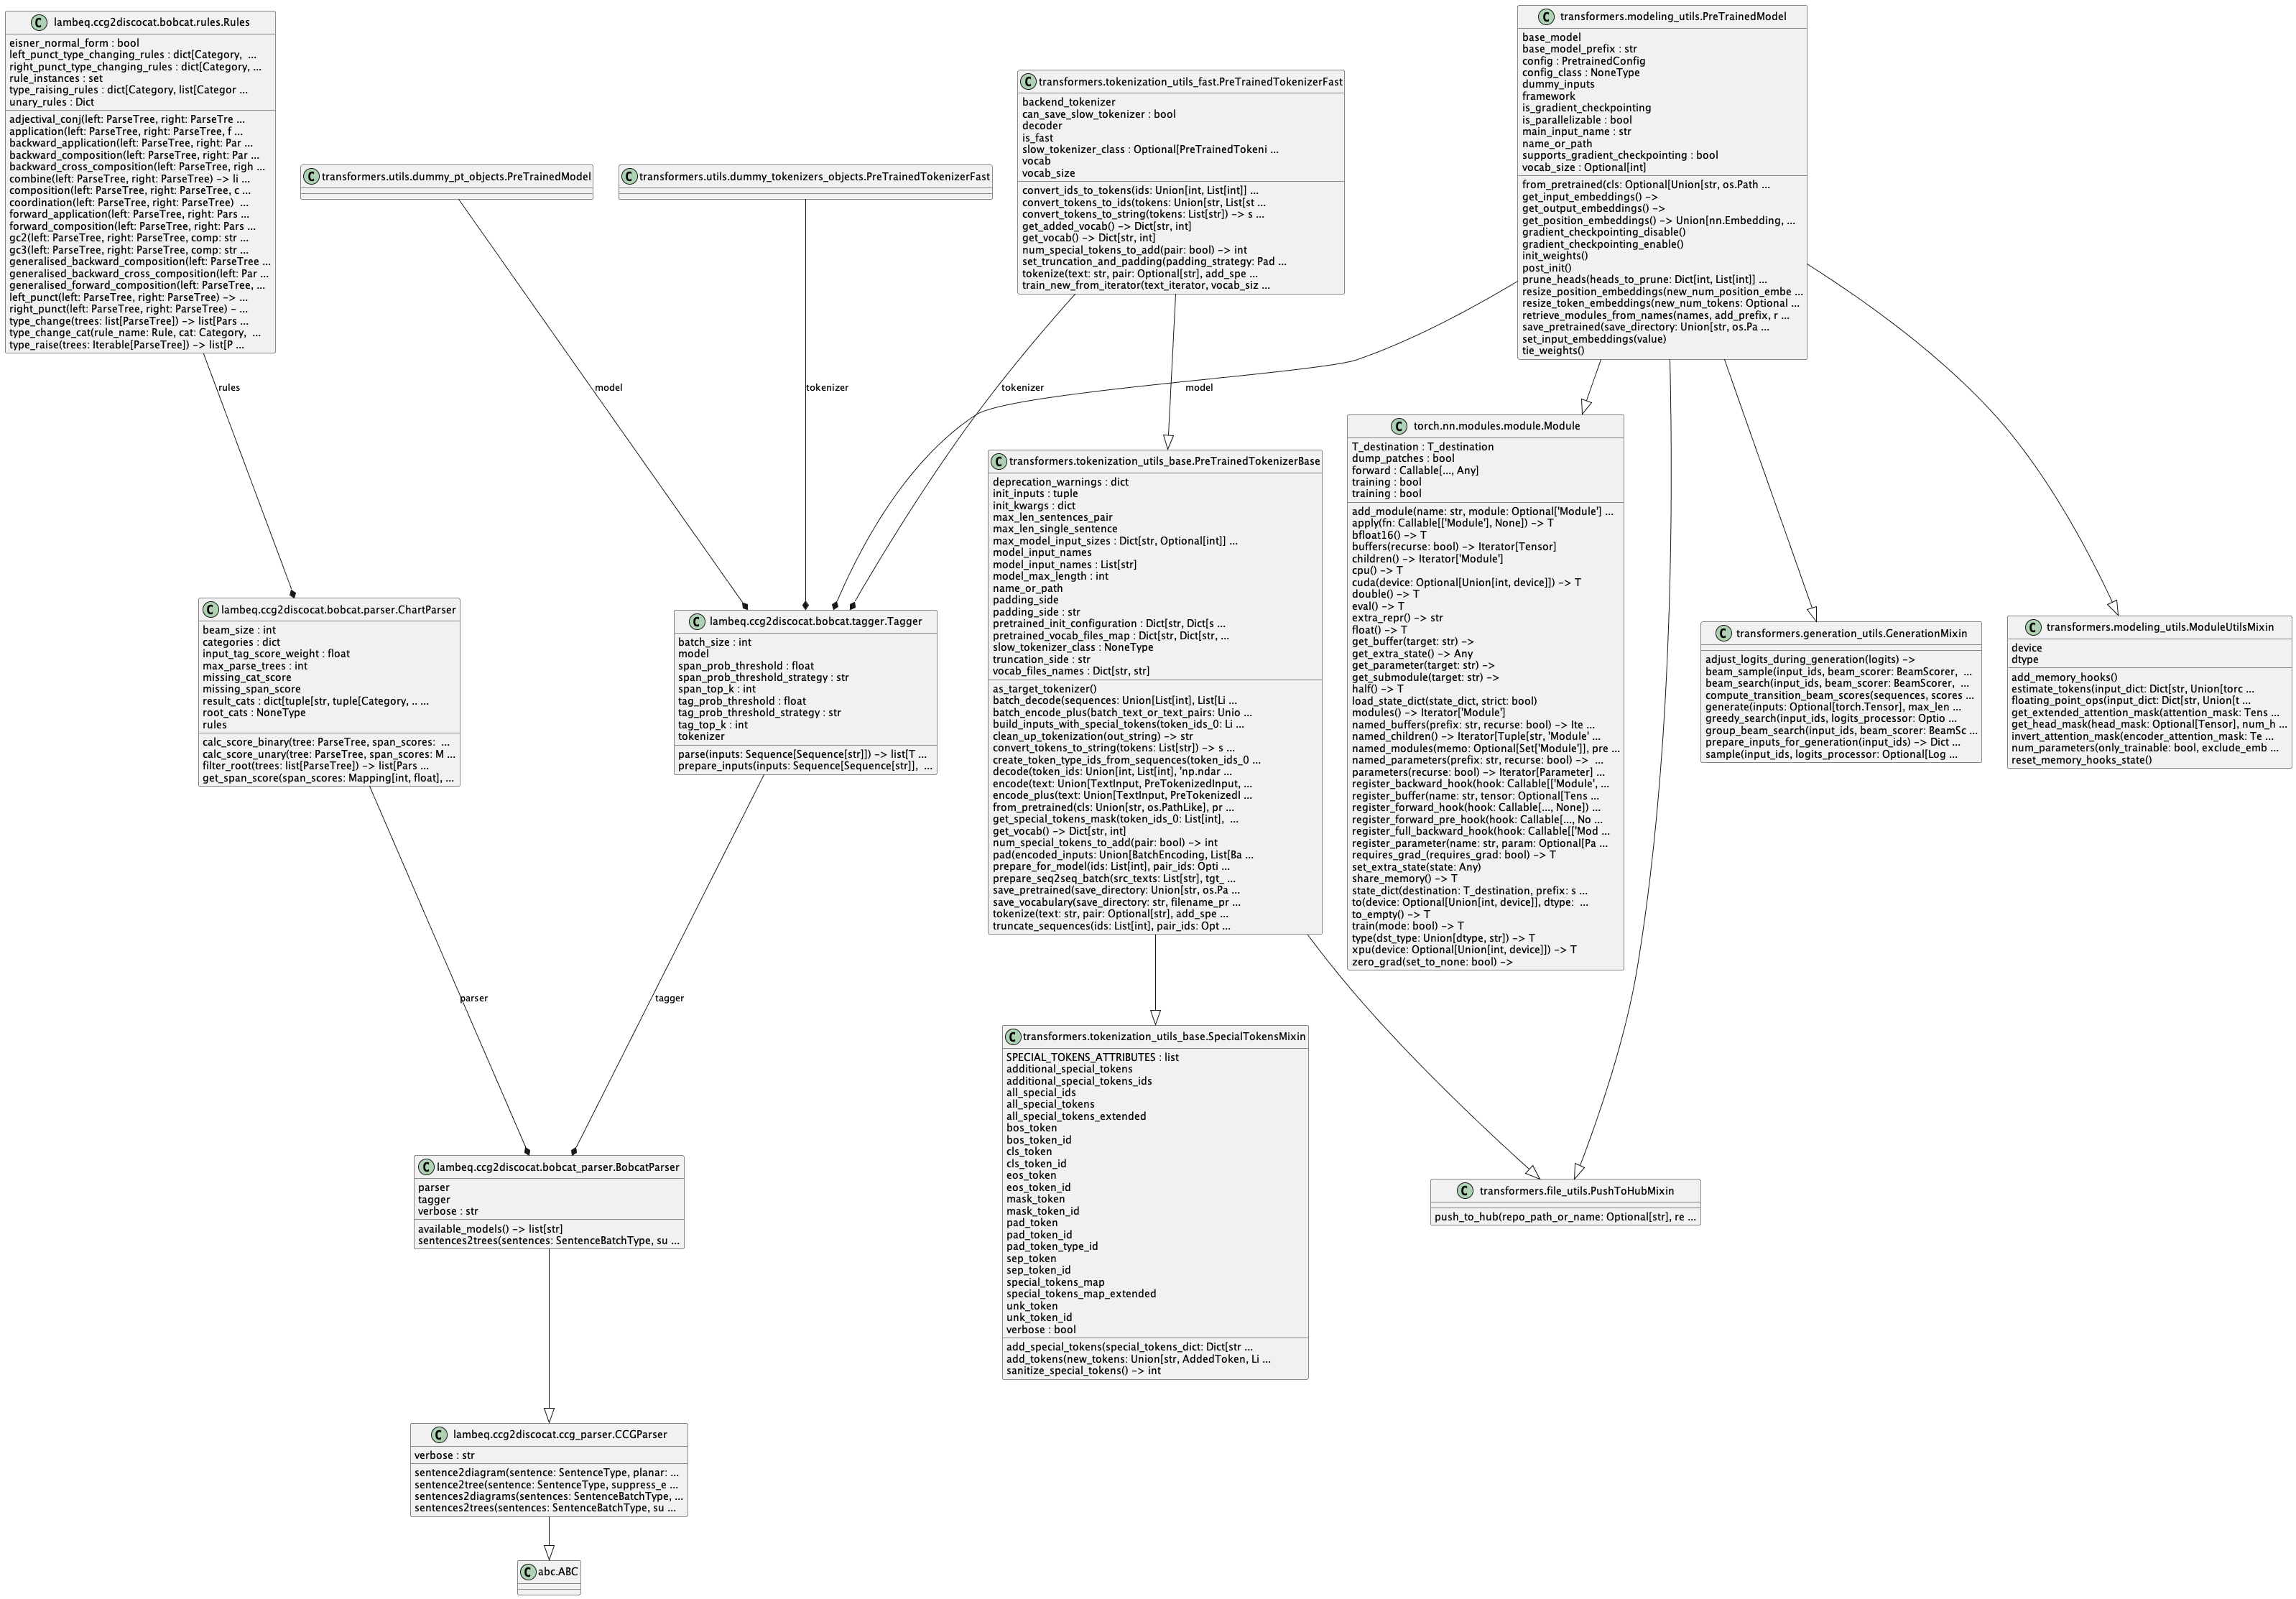 C lambeq.ccg2discocat.bobcat.rules.Rules
eisner_normal_form : bool
left_punct_type_changing_rules : dict[Category, ...
right_punct_type_changing_rules : dict[Category, ...
rule_instances : set
type_raising_rules : dict[Category, list[Categor ...
unary_rules : Dict
adjectival_conj(left: ParseTree, right: ParseTre ...
application(left: ParseTree, right: ParseTree, f ...
backward_application(left: ParseTree, right: Par ...
backward_composition(left: ParseTree, right: Par ...
backward_cross_composition(left: ParseTree, righ ...
combine(left: ParseTree, right: ParseTree) -> li ...
composition(left: ParseTree, right: ParseTree, c ...
coordination(left: ParseTree, right: ParseTree) ...
forward_application(left: ParseTree, right: Pars ...
forward_composition(left: ParseTree, right: Pars ...
gc2(left: ParseTree, right: ParseTree, comp: str ...
gc3(left: ParseTree, right: ParseTree, comp: str ...
generalised_backward_composition(left: ParseTree ...
generalised_backward_cross_composition(left: Par ...
generalised_forward_composition(left: ParseTree, ...
left_punct(left: ParseTree, right: ParseTree) -> ...
right_punct(left: ParseTree, right: ParseTree) - ...
type_change(trees: list[ParseTree]) -> list[Pars ...
type_change_cat(rule_name: Rule, cat: Category, ...
type_raise(trees: Iterable[ParseTree]) -> list[P ...
C transformers.utils.dummy_pt_objects.PreTrainedModel
C transformers.utils.dummy_tokenizers_objects.PreTrainedTokenizerFast
C transformers.tokenization_utils_fast.PreTrainedTokenizerFast
backend_tokenizer
can_save_slow_tokenizer : bool
decoder
is_fast
slow_tokenizer_class : Optional[PreTrainedTokeni ...
vocab
vocab_size
convert_ids_to_tokens(ids: Union[int, List[int]] ...
convert_tokens_to_ids(tokens: Union[str, List[st ...
convert_tokens_to_string(tokens: List[str]) -> s ...
get_added_vocab() -> Dict[str, int]
get_vocab() -> Dict[str, int]
num_special_tokens_to_add(pair: bool) -> int
set_truncation_and_padding(padding_strategy: Pad ...
tokenize(text: str, pair: Optional[str], add_spe ...
train_new_from_iterator(text_iterator, vocab_siz ...
C transformers.modeling_utils.PreTrainedModel
base_model
base_model_prefix : str
config : PretrainedConfig
config_class : NoneType
dummy_inputs
framework
is_gradient_checkpointing
is_parallelizable : bool
main_input_name : str
name_or_path
supports_gradient_checkpointing : bool
vocab_size : Optional[int]
from_pretrained(cls: Optional[Union[str, os.Path ...
get_input_embeddings() ->
get_output_embeddings() ->
get_position_embeddings() -> Union[nn.Embedding, ...
gradient_checkpointing_disable()
gradient_checkpointing_enable()
init_weights()
post_init()
prune_heads(heads_to_prune: Dict[int, List[int]] ...
resize_position_embeddings(new_num_position_embe ...
resize_token_embeddings(new_num_tokens: Optional ...
retrieve_modules_from_names(names, add_prefix, r ...
save_pretrained(save_directory: Union[str, os.Pa ...
set_input_embeddings(value)
tie_weights()
rules
model
tokenizer
tokenizer
model
C lambeq.ccg2discocat.bobcat.parser.ChartParser
beam_size : int
categories : dict
input_tag_score_weight : float
max_parse_trees : int
missing_cat_score
missing_span_score
result_cats : dict[tuple[str, tuple[Category, .. ...
root_cats : NoneType
rules
calc_score_binary(tree: ParseTree, span_scores: ...
calc_score_unary(tree: ParseTree, span_scores: M ...
filter_root(trees: list[ParseTree]) -> list[Pars ...
get_span_score(span_scores: Mapping[int, float], ...
C lambeq.ccg2discocat.bobcat.tagger.Tagger
batch_size : int
model
span_prob_threshold : float
span_prob_threshold_strategy : str
span_top_k : int
tag_prob_threshold : float
tag_prob_threshold_strategy : str
tag_top_k : int
tokenizer
parse(inputs: Sequence[Sequence[str]]) -> list[T ...
prepare_inputs(inputs: Sequence[Sequence[str]], ...
C transformers.tokenization_utils_base.PreTrainedTokenizerBase
deprecation_warnings : dict
init_inputs : tuple
init_kwargs : dict
max_len_sentences_pair
max_len_single_sentence
max_model_input_sizes : Dict[str, Optional[int]] ...
model_input_names
model_input_names : List[str]
model_max_length : int
name_or_path
padding_side
padding_side : str
pretrained_init_configuration : Dict[str, Dict[s ...
pretrained_vocab_files_map : Dict[str, Dict[str, ...
slow_tokenizer_class : NoneType
truncation_side : str
vocab_files_names : Dict[str, str]
as_target_tokenizer()
batch_decode(sequences: Union[List[int], List[Li ...
batch_encode_plus(batch_text_or_text_pairs: Unio ...
build_inputs_with_special_tokens(token_ids_0: Li ...
clean_up_tokenization(out_string) -> str
convert_tokens_to_string(tokens: List[str]) -> s ...
create_token_type_ids_from_sequences(token_ids_0 ...
decode(token_ids: Union[int, List[int], 'np.ndar ...
encode(text: Union[TextInput, PreTokenizedInput, ...
encode_plus(text: Union[TextInput, PreTokenizedI ...
from_pretrained(cls: Union[str, os.PathLike], pr ...
get_special_tokens_mask(token_ids_0: List[int], ...
get_vocab() -> Dict[str, int]
num_special_tokens_to_add(pair: bool) -> int
pad(encoded_inputs: Union[BatchEncoding, List[Ba ...
prepare_for_model(ids: List[int], pair_ids: Opti ...
prepare_seq2seq_batch(src_texts: List[str], tgt_ ...
save_pretrained(save_directory: Union[str, os.Pa ...
save_vocabulary(save_directory: str, filename_pr ...
tokenize(text: str, pair: Optional[str], add_spe ...
truncate_sequences(ids: List[int], pair_ids: Opt ...
C torch.nn.modules.module.Module
T_destination : T_destination
dump_patches : bool
forward : Callable[..., Any]
training : bool
training : bool
add_module(name: str, module: Optional['Module'] ...
apply(fn: Callable[['Module'], None]) -> T
bfloat16() -> T
buffers(recurse: bool) -> Iterator[Tensor]
children() -> Iterator['Module']
cpu() -> T
cuda(device: Optional[Union[int, device]]) -> T
double() -> T
eval() -> T
extra_repr() -> str
float() -> T
get_buffer(target: str) ->
get_extra_state() -> Any
get_parameter(target: str) ->
get_submodule(target: str) ->
half() -> T
load_state_dict(state_dict, strict: bool)
modules() -> Iterator['Module']
named_buffers(prefix: str, recurse: bool) -> Ite ...
named_children() -> Iterator[Tuple[str, 'Module' ...
named_modules(memo: Optional[Set['Module']], pre ...
named_parameters(prefix: str, recurse: bool) -> ...
parameters(recurse: bool) -> Iterator[Parameter] ...
register_backward_hook(hook: Callable[['Module', ...
register_buffer(name: str, tensor: Optional[Tens ...
register_forward_hook(hook: Callable[..., None]) ...
register_forward_pre_hook(hook: Callable[..., No ...
register_full_backward_hook(hook: Callable[['Mod ...
register_parameter(name: str, param: Optional[Pa ...
requires_grad_(requires_grad: bool) -> T
set_extra_state(state: Any)
share_memory() -> T
state_dict(destination: T_destination, prefix: s ...
to(device: Optional[Union[int, device]], dtype: ...
to_empty() -> T
train(mode: bool) -> T
type(dst_type: Union[dtype, str]) -> T
xpu(device: Optional[Union[int, device]]) -> T
zero_grad(set_to_none: bool) ->
C transformers.generation_utils.GenerationMixin
adjust_logits_during_generation(logits) ->
beam_sample(input_ids, beam_scorer: BeamScorer, ...
beam_search(input_ids, beam_scorer: BeamScorer, ...
compute_transition_beam_scores(sequences, scores ...
generate(inputs: Optional[torch.Tensor], max_len ...
greedy_search(input_ids, logits_processor: Optio ...
group_beam_search(input_ids, beam_scorer: BeamSc ...
prepare_inputs_for_generation(input_ids) -> Dict ...
sample(input_ids, logits_processor: Optional[Log ...
C transformers.modeling_utils.ModuleUtilsMixin
device
dtype
add_memory_hooks()
estimate_tokens(input_dict: Dict[str, Union[torc ...
floating_point_ops(input_dict: Dict[str, Union[t ...
get_extended_attention_mask(attention_mask: Tens ...
get_head_mask(head_mask: Optional[Tensor], num_h ...
invert_attention_mask(encoder_attention_mask: Te ...
num_parameters(only_trainable: bool, exclude_emb ...
reset_memory_hooks_state()
parser
tagger
C lambeq.ccg2discocat.bobcat_parser.BobcatParser
parser
tagger
verbose : str
available_models() -> list[str]
sentences2trees(sentences: SentenceBatchType, su ...
C transformers.tokenization_utils_base.SpecialTokensMixin
SPECIAL_TOKENS_ATTRIBUTES : list
additional_special_tokens
additional_special_tokens_ids
all_special_ids
all_special_tokens
all_special_tokens_extended
bos_token
bos_token_id
cls_token
cls_token_id
eos_token
eos_token_id
mask_token
mask_token_id
pad_token
pad_token_id
pad_token_type_id
sep_token
sep_token_id
special_tokens_map
special_tokens_map_extended
unk_token
unk_token_id
verbose : bool
add_special_tokens(special_tokens_dict: Dict[str ...
add_tokens(new_tokens: Union[str, AddedToken, Li ...
sanitize_special_tokens() -> int
C transformers.file_utils.PushToHubMixin
push_to_hub(repo_path_or_name: Optional[str], re ...
C lambeq.ccg2discocat.ccg_parser.CCGParser
verbose : str
sentence2diagram(sentence: SentenceType, planar: ...
sentence2tree(sentence: SentenceType, suppress_e ...
sentences2diagrams(sentences: SentenceBatchType, ...
sentences2trees(sentences: SentenceBatchType, su ...
C abc.ABC